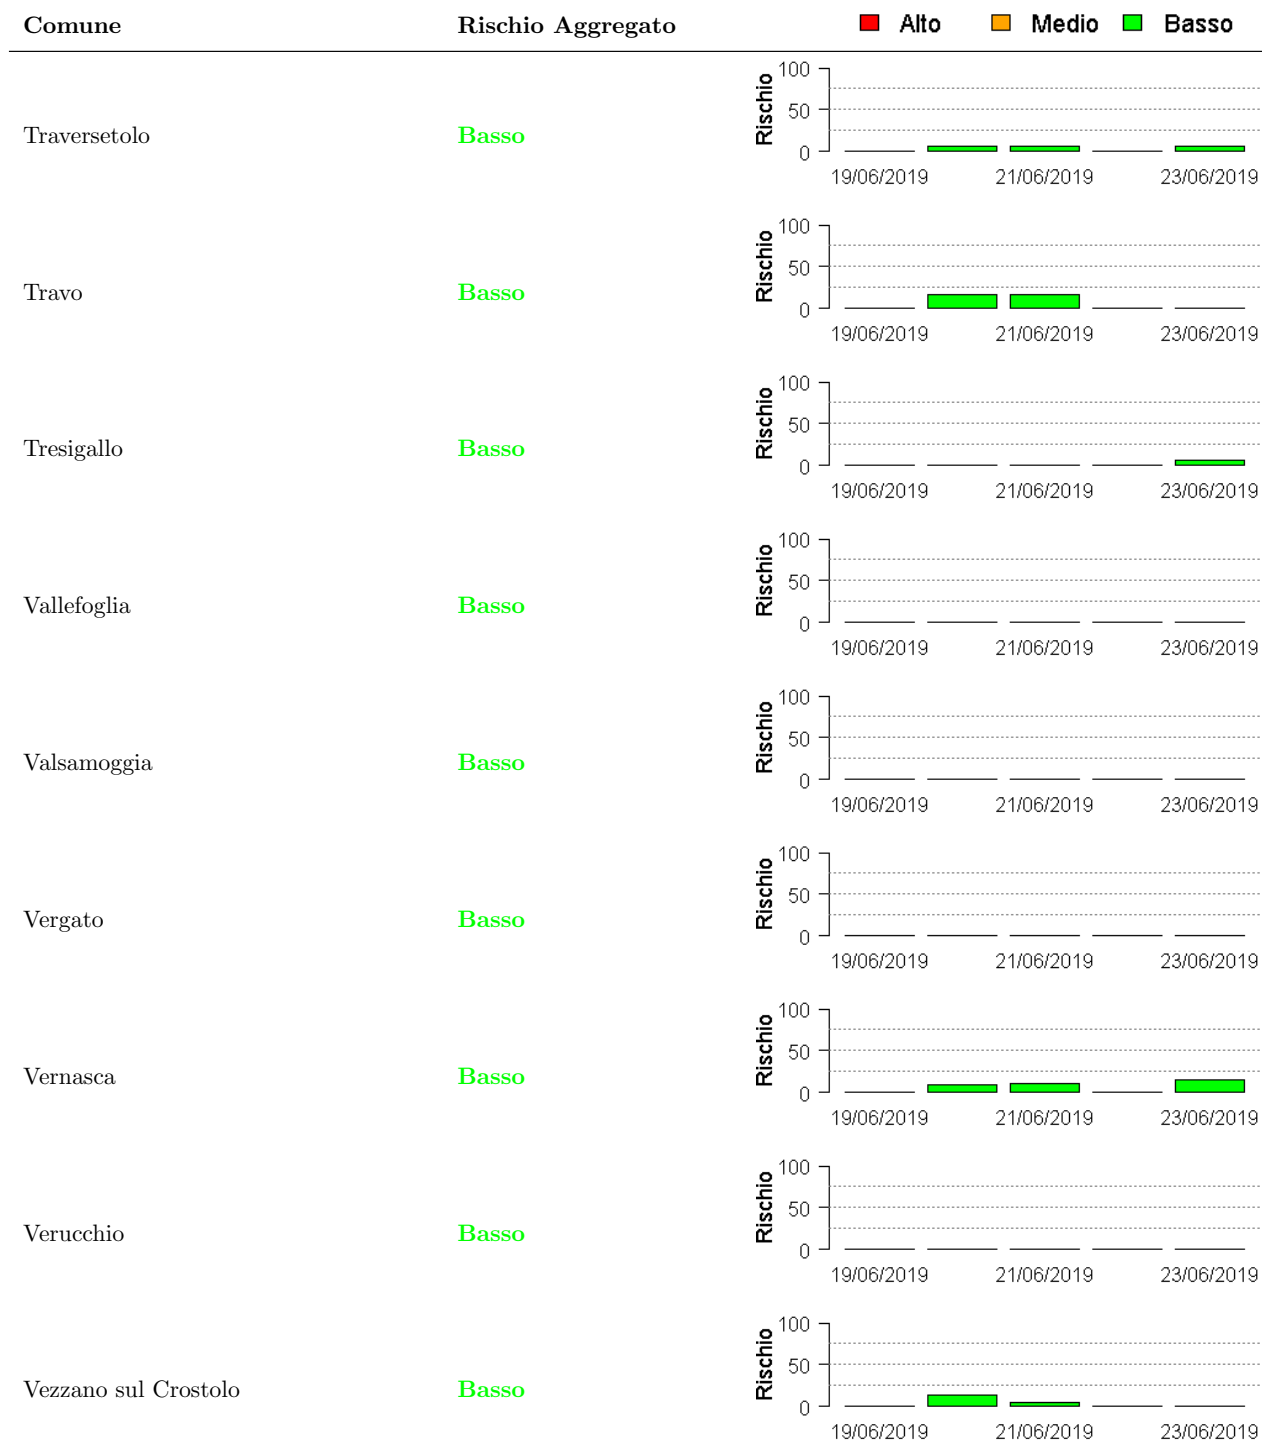 Comune Rischio Aggregato Alto Medio Basso
Traversetolo Basso
Rischio
100
50
0
19/06/2019 21/06/2019 23/06/2019
Travo Basso
Rischio
100
50
0
19/06/2019 21/06/2019 23/06/2019
Tresigallo Basso
Rischio
100
50
0
19/06/2019 21/06/2019 23/06/2019
Vallefoglia Basso
Rischio
100
50
0
19/06/2019 21/06/2019 23/06/2019
Valsamoggia Basso
Rischio
100
50
0
19/06/2019 21/06/2019 23/06/2019
Vergato Basso
Rischio
100
50
0
19/06/2019 21/06/2019 23/06/2019
Vernasca Basso
Rischio
100
50
0
19/06/2019 21/06/2019 23/06/2019
Verucchio Basso
Rischio
100
50
0
19/06/2019 21/06/2019 23/06/2019
Vezzano sul Crostolo Basso
Rischio
100
50
0
19/06/2019 21/06/2019 23/06/2019